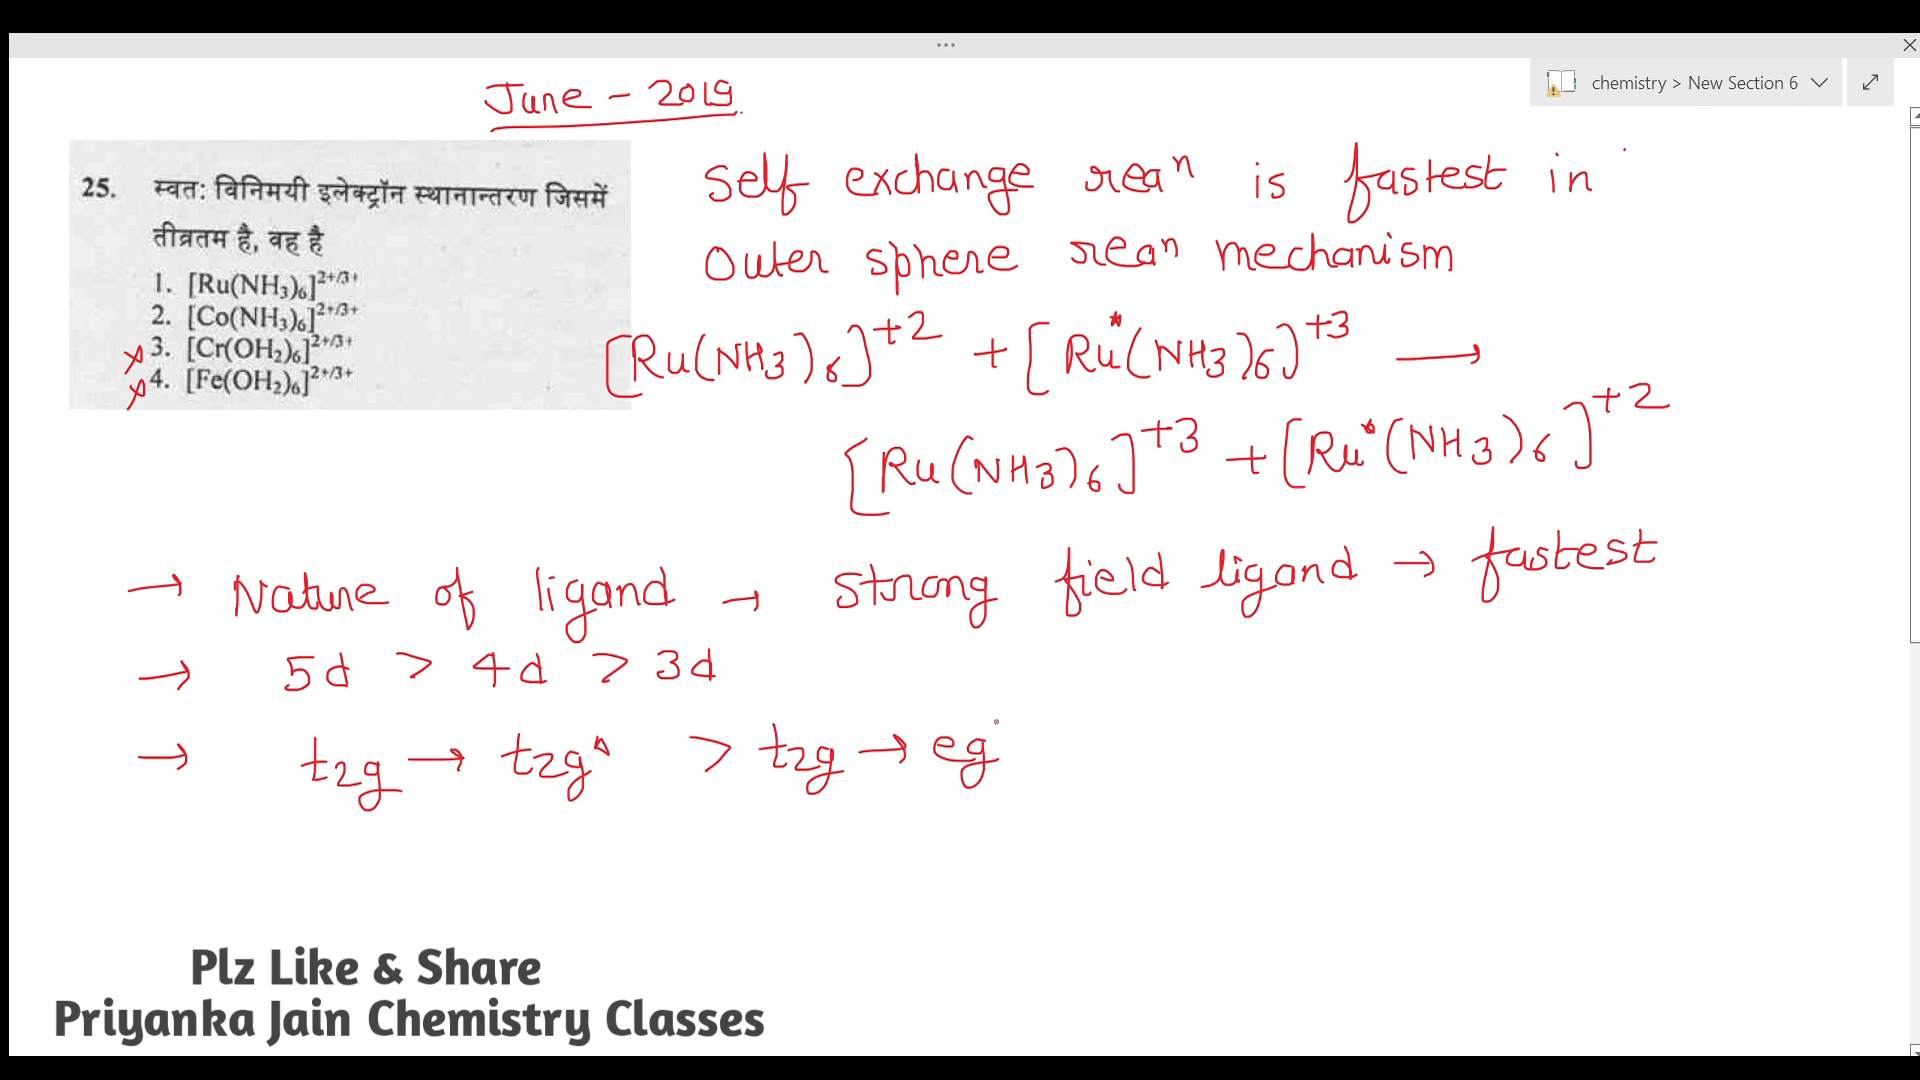 chemistry > New Section 6
June - 2019
25. स्वत: विनिमयी इलेक्ट्रॉन स्थानान्तरण जिसमें
तीव्रतम है, वह है
1. [Ru(NH₃)₆]²⁺/³⁺
2. [Co(NH₃)₆]²⁺/³⁺
x 3. [Cr(OH₂)₆]²⁺/³⁺
x 4. [Fe(OH₂)₆]²⁺/³⁺
Self exchange reaⁿ is fastest in
Outer sphere reaⁿ mechanism
[Ru(NH3)6]⁺² + [Ru*(NH3)6]⁺³ →
[Ru(NH3)6]⁺³ + [Ru*(NH3)6]⁺²
→ Nature of ligand → strong field ligand → fastest
→ 5d > 4d > 3d
→ t2g → t2g > t2g → eg
Plz Like & Share
Priyanka Jain Chemistry Classes